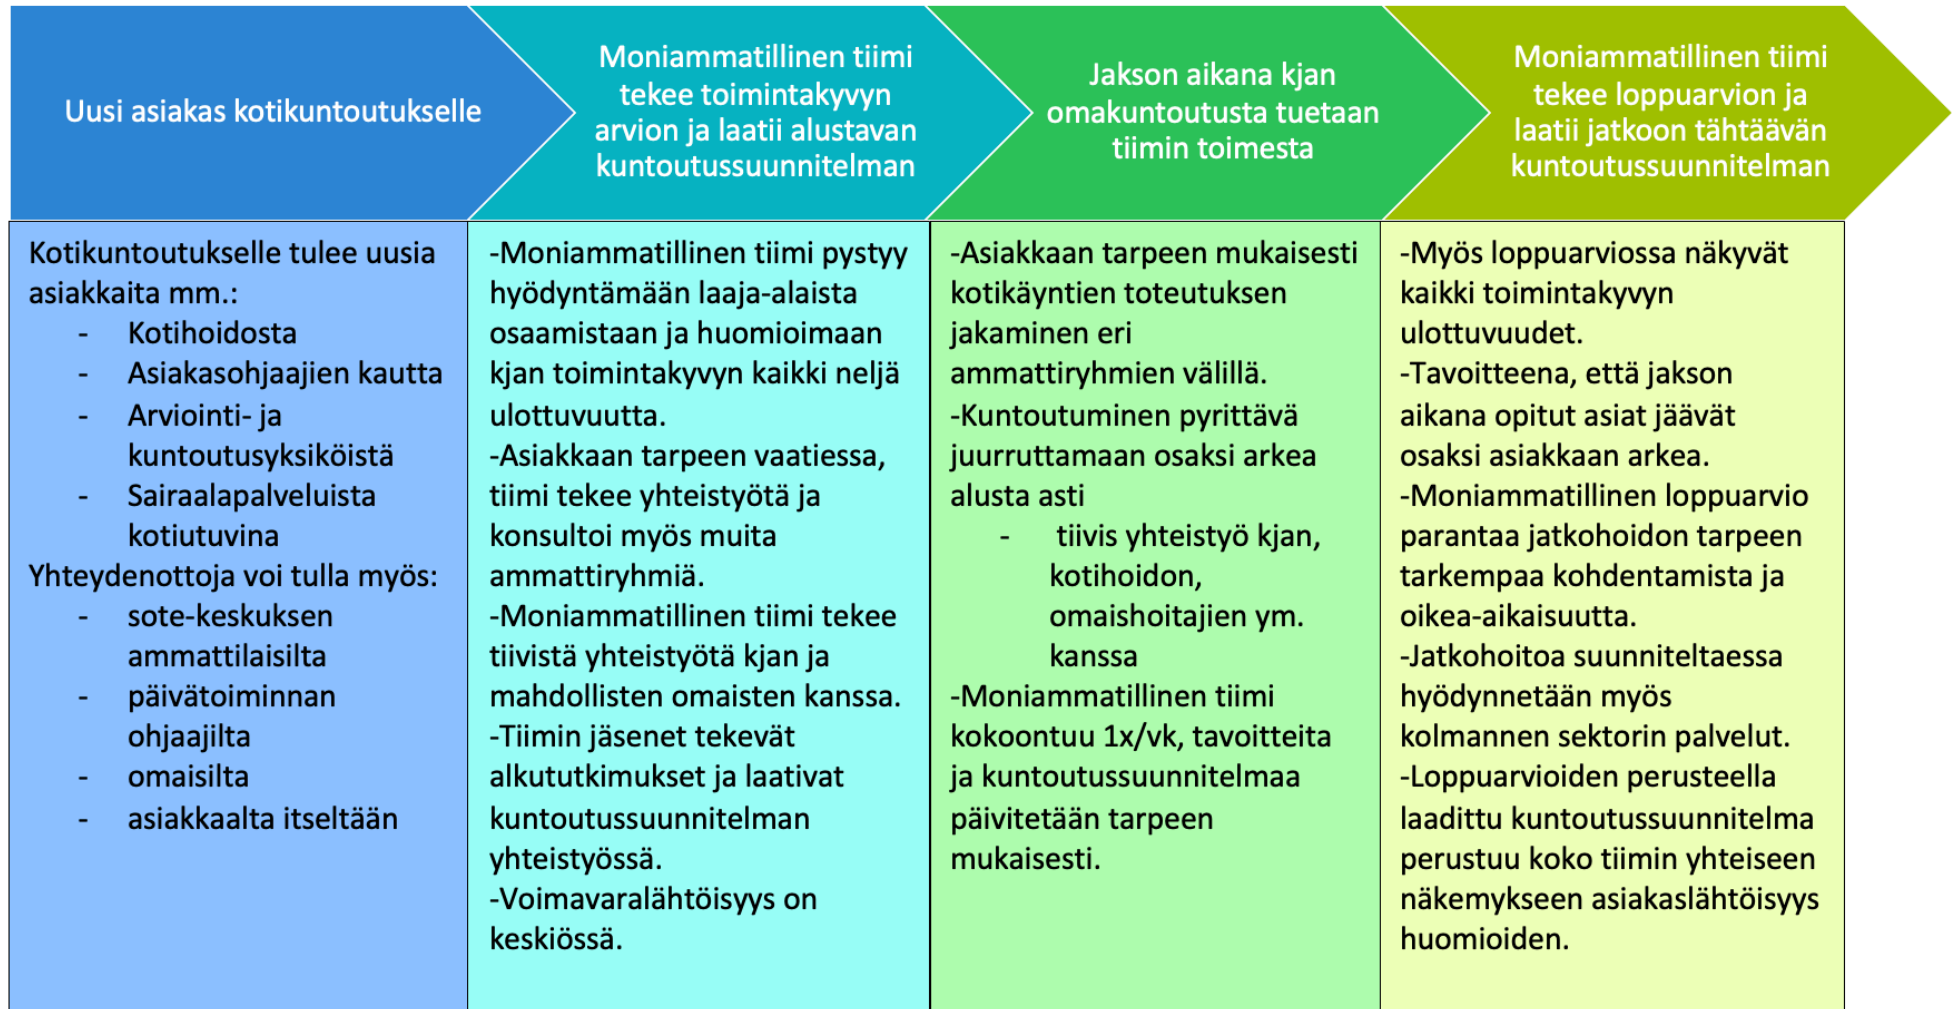 Uusi asiakas kotikuntoutukselle
Moniammatillinen tiimi
tekee toimintakyvyn
arvion ja laatii alustavan
kuntoutussuunnitelman
Jakson aikana kjan
omakuntoutusta tuetaan
tiimin toimesta
Moniammatillinen tiimi
tekee loppuarvion ja
laatii jatkoon tähtäävän
kuntoutussuunnitelman
Kotikuntoutukselle tulee uusia
asiakkaita mm.:
- Kotihoidosta
- Asiakasohjaajien kautta
- Arviointi- ja
kuntoutusyksiköistä
- Sairaalapalveluista
kotiutuvina
Yhteydenottoja voi tulla myös:
- sote-keskuksen
ammattilaisilta
- päivätoiminnan
ohjaajilta
- omaisilta
- asiakkaalta itseltään
-Moniammatillinen tiimi pystyy
hyödyntämään laaja-alaista
osaamistaan ja huomioimaan
kjan toimintakyvyn kaikki neljä
ulottuvuutta.
-Asiakkaan tarpeen vaatiessa,
tiimi tekee yhteistyötä ja
konsultoi myös muita
ammattiryhmiä.
-Moniammatillinen tiimi tekee
tiivistä yhteistyötä kjan ja
mahdollisten omaisten kanssa.
-Tiimin jäsenet tekevät
alkututkimukset ja laativat
kuntoutussuunnitelman
yhteistyössä.
-Voimavaralähtöisyys on
keskiössä.
-Asiakkaan tarpeen mukaisesti
kotikäyntien toteutuksen
jakaminen eri
ammattiryhmien välillä.
-Kuntoutuminen pyrittävä
juurruttamaan osaksi arkea
alusta asti
- tiivis yhteistyö kjan,
kotihoidon,
omaishoitajien ym.
kanssa
-Moniammatillinen tiimi
kokoontuu 1x/vk, tavoitteita
ja kuntoutussuunnitelmaa
päivitetään tarpeen
mukaisesti.
-Myös loppuarviossa näkyvät
kaikki toimintakyvyn
ulottuvuudet.
-Tavoitteena, että jakson
aikana opitut asiat jäävät
osaksi asiakkaan arkea.
-Moniammatillinen loppuarvio
parantaa jatkohoidon tarpeen
tarkempaa kohdentamista ja
oikea-aikaisuutta.
-Jatkohoitoa suunniteltaessa
hyödynnetään myös
kolmannen sektorin palvelut.
-Loppuarvioiden perusteella
laadittu kuntoutussuunnitelma
perustuu koko tiimin yhteiseen
näkemykseen asiakaslähtöisyys
huomioiden.